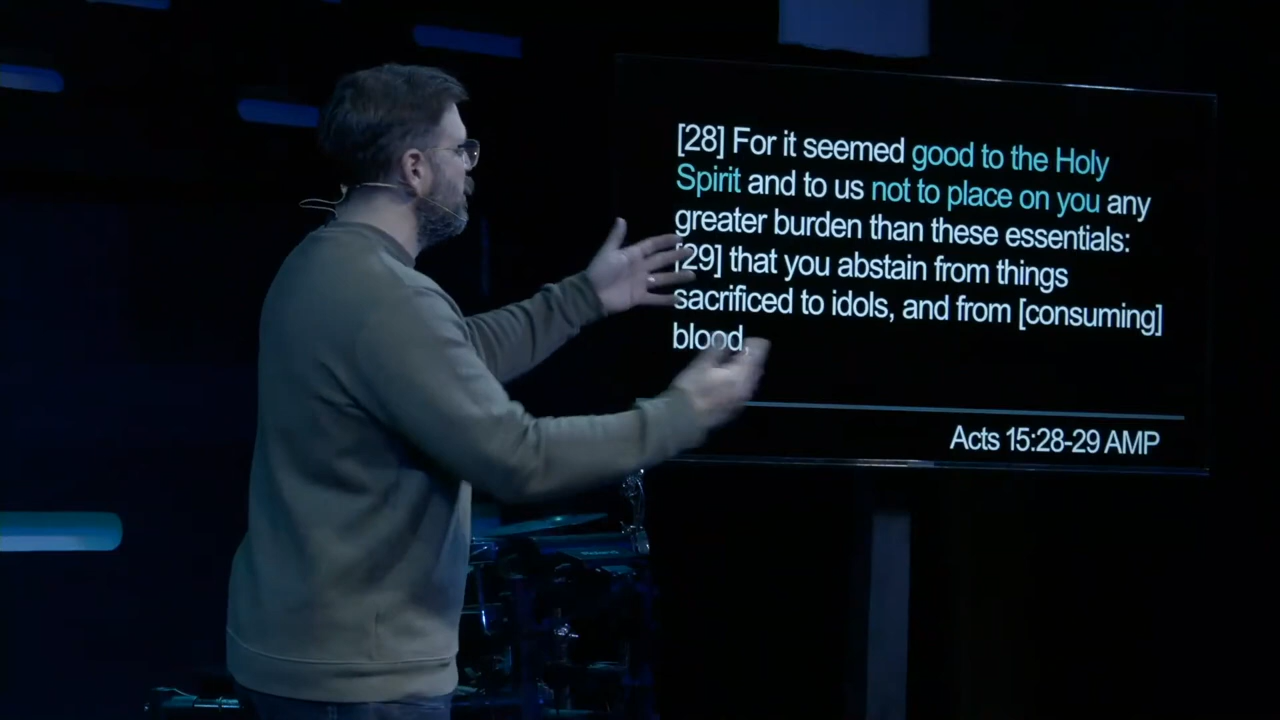 [28] For it seemed good to the Holy
Spirit and to us not to place on you any
greater burden than these essentials:
[29] that you abstain from things
sacrificed to idols, and from [consuming]
blood,
Acts 15:28-29 AMP